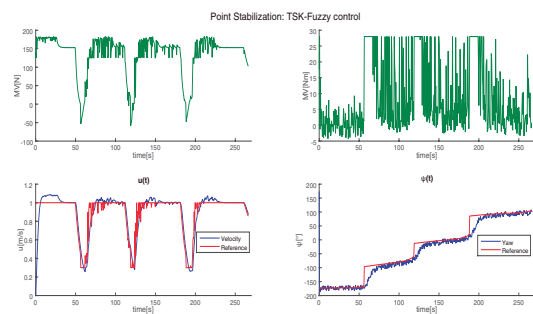 Point Stabilization: TSK-Fuzzy control
200
150
100
50
0
-50
-100
MV[N]
0 50 100 150 200 250
time[s]
30
25
20
15
10
5
0
-5
MV[Nm]
0 50 100 150 200 250
time[s]
u(t)
1.2
1
0.8
0.6
0.4
0.2
0
u[m/s]
Velocity
Reference
0 50 100 150 200 250
time[s]
ψ(t)
200
150
100
50
0
-50
-100
-150
-200
ψ[°]
Yaw
Reference
0 50 100 150 200 250
time[s]